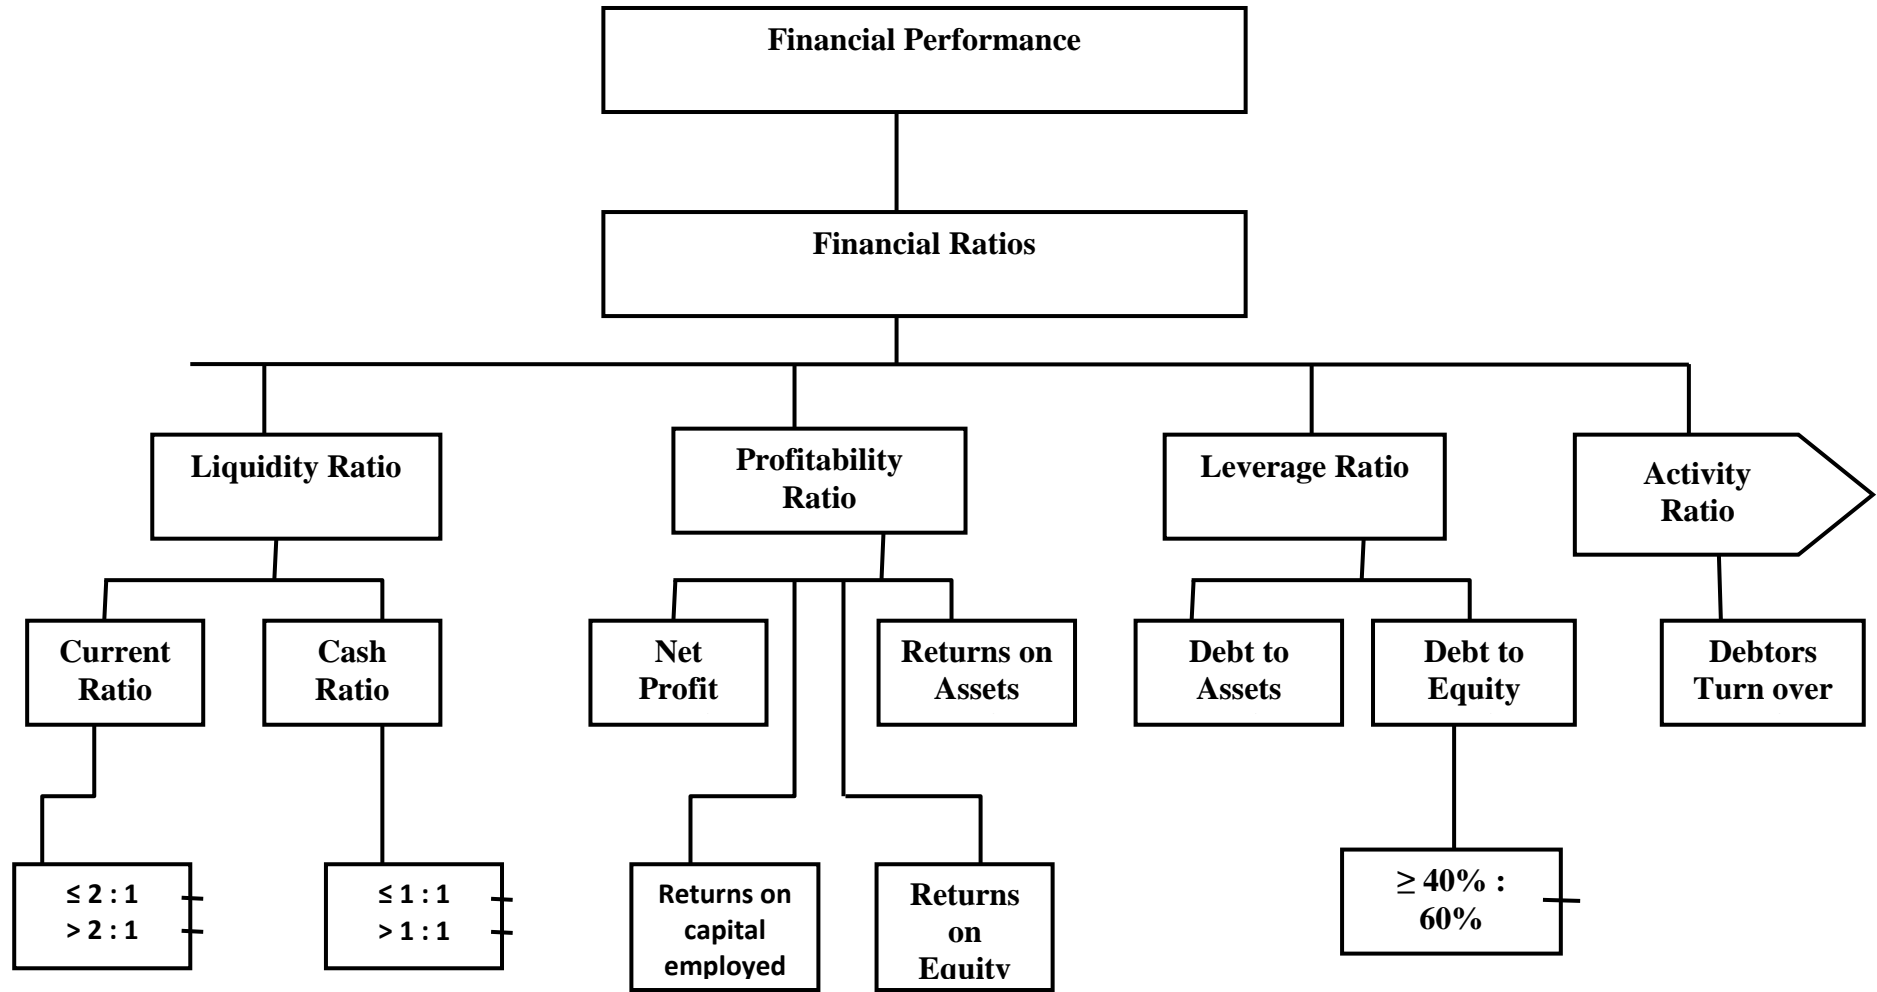 Financial Performance
Financial Ratios
Liquidity Ratio
Profitability
Ratio
Leverage Ratio
Activity
Ratio
Current
Ratio
Cash
Ratio
Net
Profit
Returns on
Assets
Debt to
Assets
Debt to
Equity
Debtors
Turn over
≤ 2 : 1
> 2 : 1
≤ 1 : 1
> 1 : 1
Returns on
capital
employed
Returns
on
Equity
≥ 40% :
60%